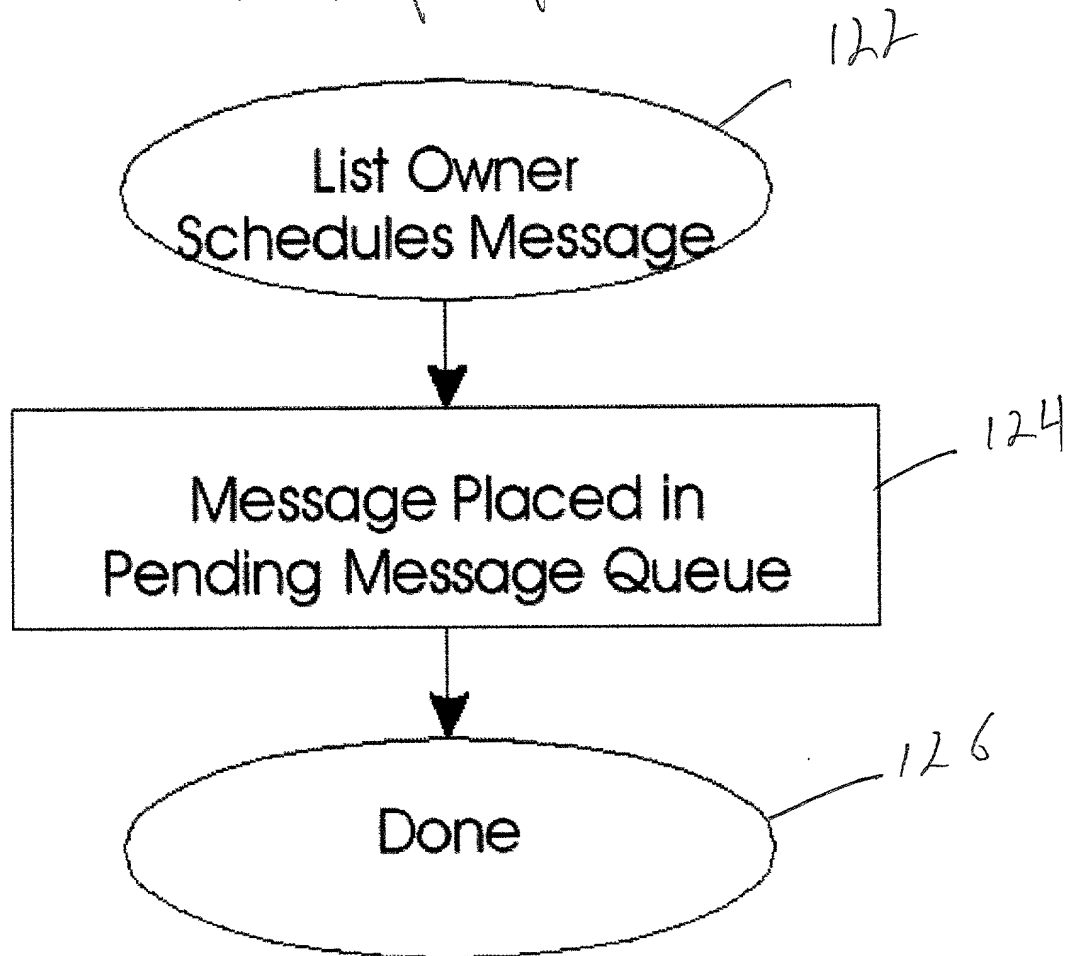 122
List Owner
Schedules Message
124
Message Placed in
Pending Message Queue
126
Done